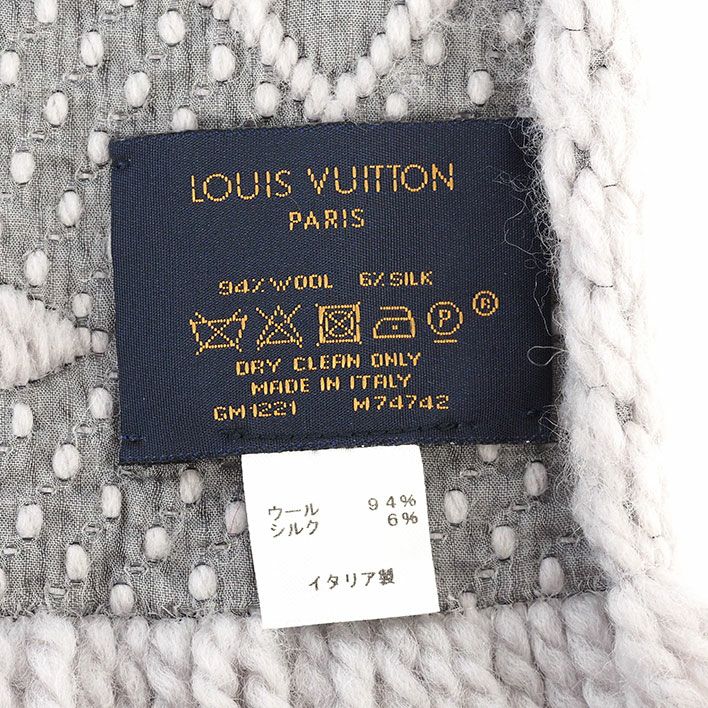 LOUIS VUITTON
PARIS
94% WOOL 6% SILK
P ®
DRY CLEAN ONLY
MADE IN ITALY
GM1221 M74742
ウール 94%
シルク 6%
イタリア製